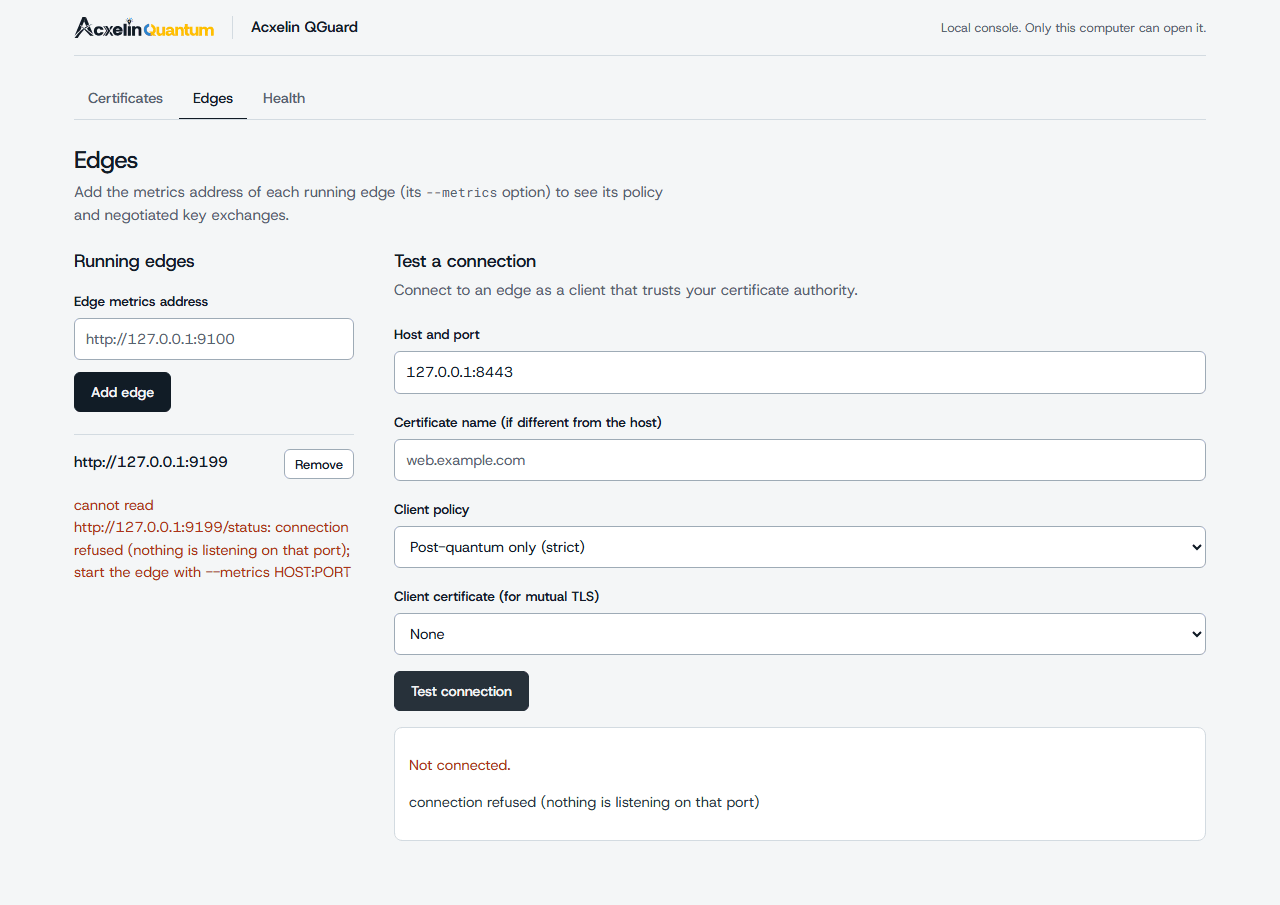 Acxelin Quantum
Acxelin QGuard
Local console. Only this computer can open it.
Certificates
Edges
Health
Edges
Add the metrics address of each running edge (its --metrics option) to see its policy
and negotiated key exchanges.
Running edges
Edge metrics address
http://127.0.0.1:9100
Add edge
http://127.0.0.1:9199
Remove
cannot read
http://127.0.0.1:9199/status: connection
refused (nothing is listening on that port);
start the edge with --metrics HOST:PORT
Test a connection
Connect to an edge as a client that trusts your certificate authority.
Host and port
127.0.0.1:8443
Certificate name (if different from the host)
web.example.com
Client policy
Post-quantum only (strict)
Client certificate (for mutual TLS)
None
Test connection
Not connected.
connection refused (nothing is listening on that port)